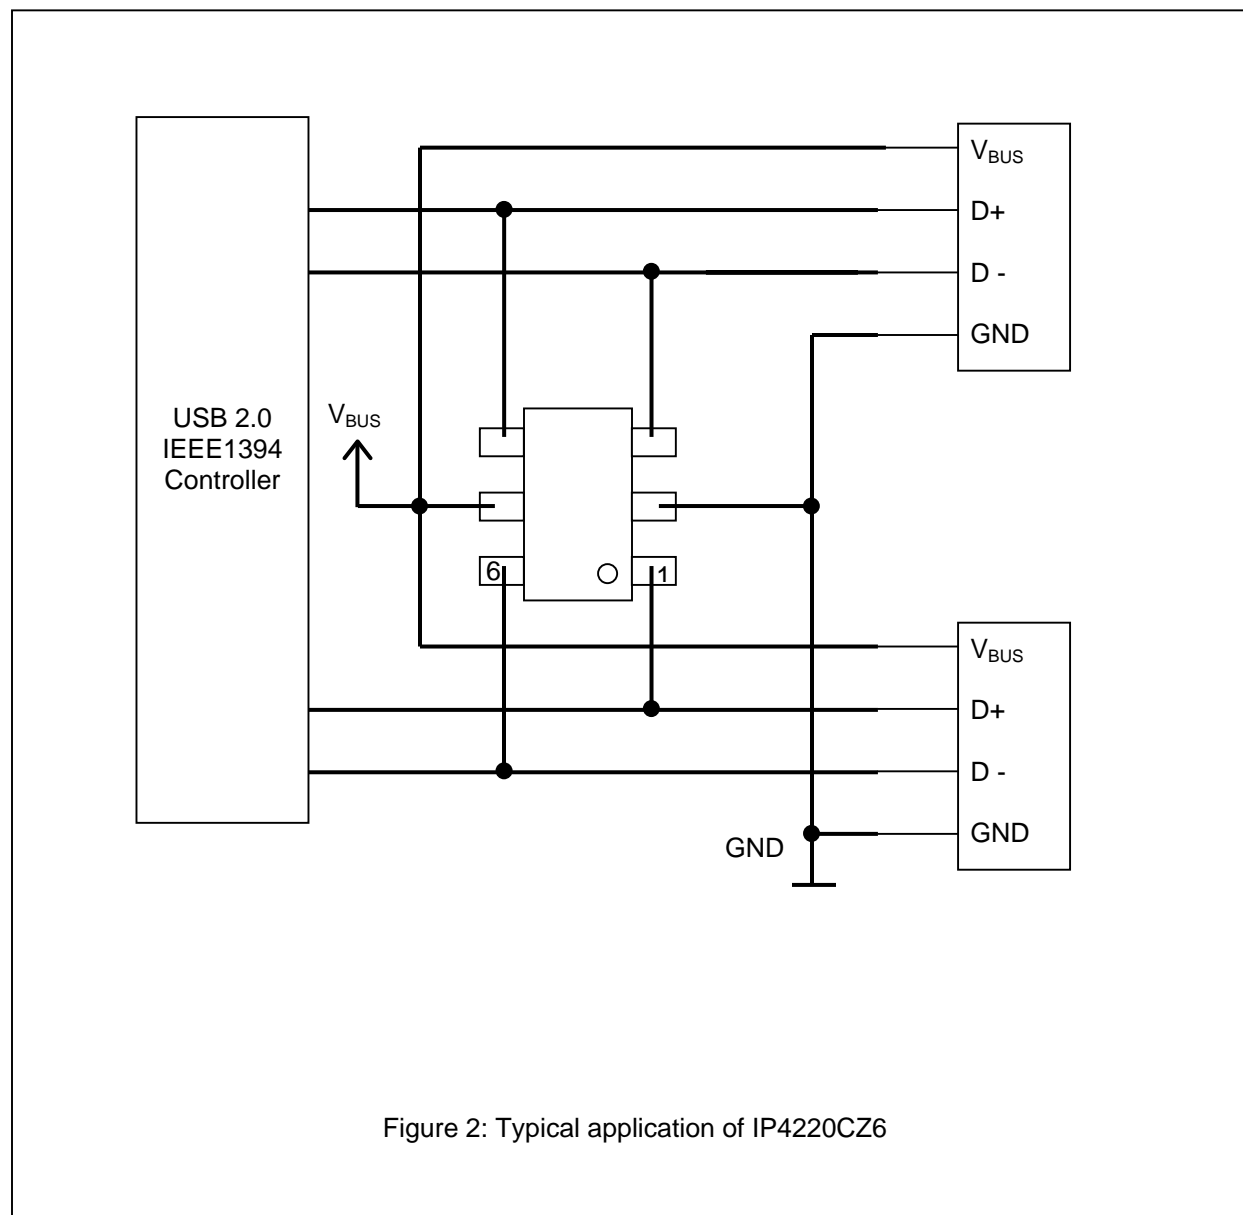 V_BUS
D+
D -
GND
USB 2.0
IEEE1394
Controller
V_BUS
6
1
V_BUS
D+
D -
GND
GND
Figure 2: Typical application of IP4220CZ6